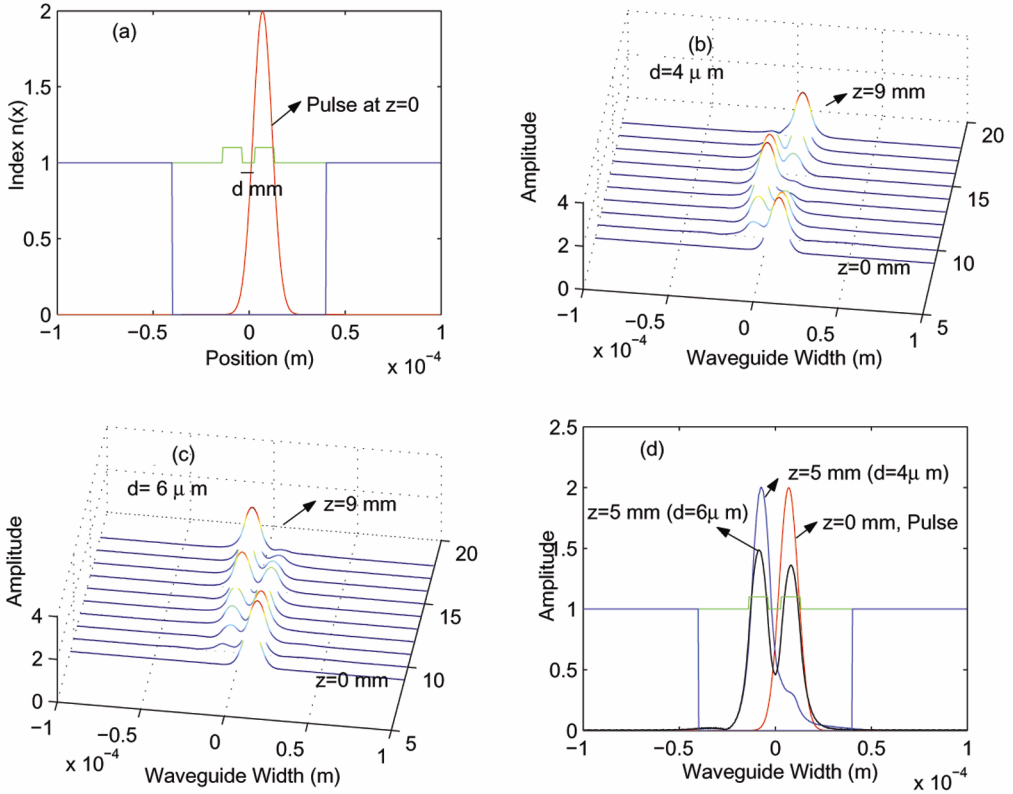 (a)
2
1.5
1
0.5
0
Index n(x)
Pulse at z=0
d mm
−1
−0.5
0
0.5
1
Position (m)
x 10⁻⁴
(b)
d=4 μ m
z=9 mm
z=0 mm
Amplitude
4
2
0
−1
−0.5
0
0.5
1
x 10⁻⁴
Waveguide Width (m)
5
10
15
20
(c)
d= 6 μ m
z=9 mm
z=0 mm
Amplitude
4
2
0
−1
−0.5
0
0.5
1
x 10⁻⁴
Waveguide Width (m)
5
10
15
20
(d)
2.5
2
1.5
1
0.5
0
Amplitude
z=5 mm (d=4μ m)
z=5 mm (d=6μ m)
z=0 mm, Pulse
−1
−0.5
0
0.5
1
Waveguide Width (m)
x 10⁻⁴